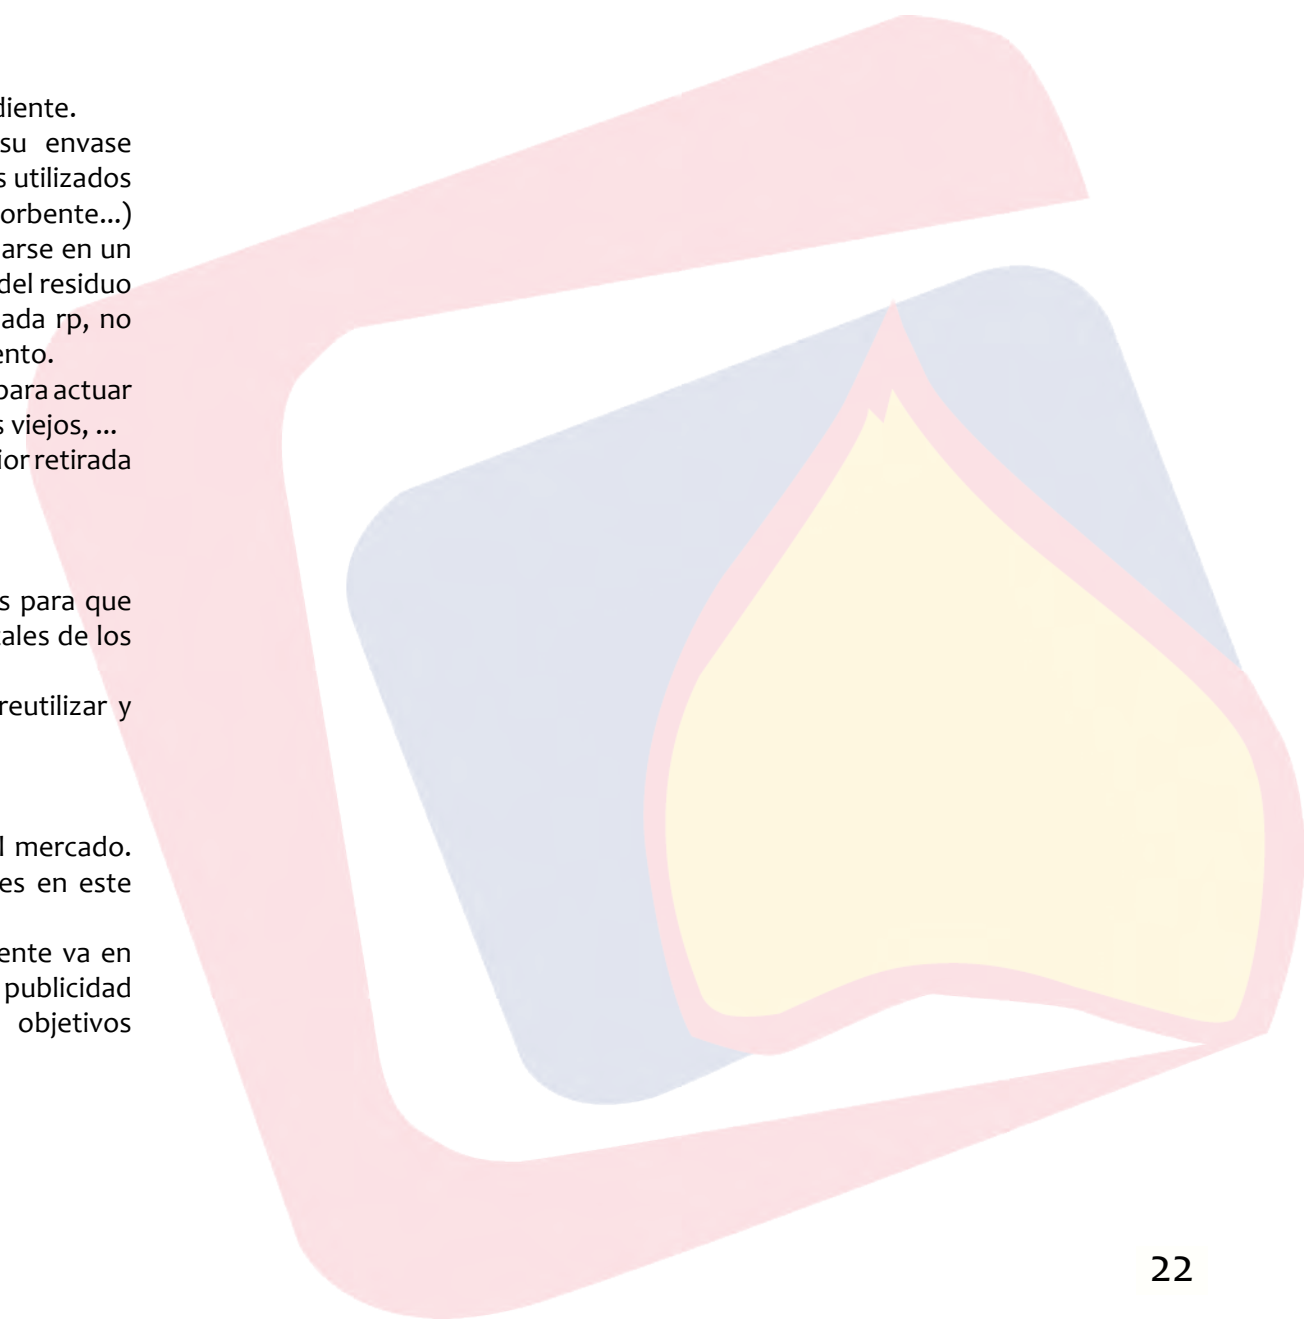 diente.
su envase
s utilizados
orbente...)
arse en un
del residuo
ada rp, no
ento.
para actuar
s viejos, ...
ior retirada
s para que
ales de los
reutilizar y
l mercado.
es en este
ente va en
publicidad
objetivos
22